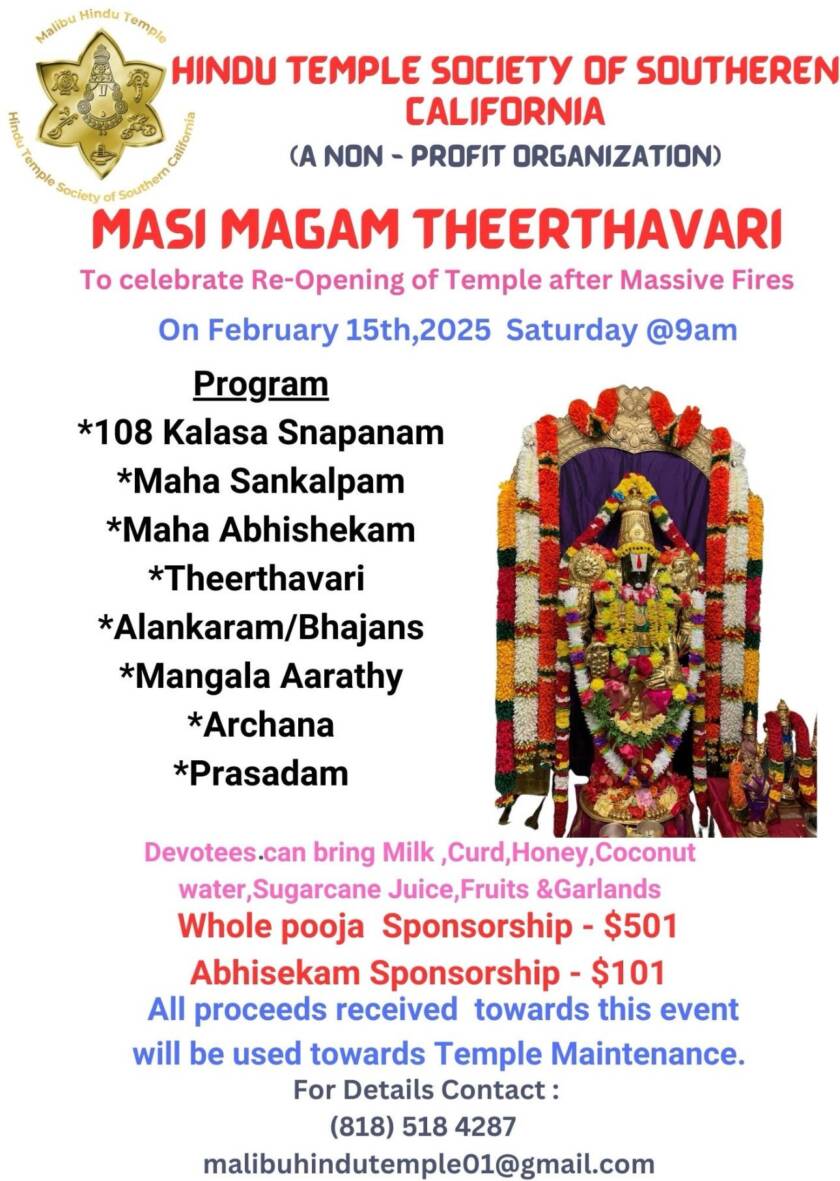 Malibu Hindu Temple
Hindu Temple Society of Southern California
HINDU TEMPLE SOCIETY OF SOUTHEREN
CALIFORNIA
(A NON - PROFIT ORGANIZATION)
MASI MAGAM THEERTHAVARI
To celebrate Re-Opening of Temple after Massive Fires
On February 15th,2025 Saturday @9am
Program
*108 Kalasa Snapanam
*Maha Sankalpam
*Maha Abhishekam
*Theerthavari
*Alankaram/Bhajans
*Mangala Aarathy
*Archana
*Prasadam
Devotees can bring Milk ,Curd,Honey,Coconut
water,Sugarcane Juice,Fruits &Garlands
Whole pooja Sponsorship - $501
Abhisekam Sponsorship - $101
All proceeds received towards this event
will be used towards Temple Maintenance.
For Details Contact :
(818) 518 4287
malibuhindutemple01@gmail.com